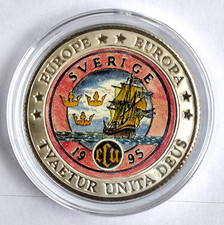 EUROPE ★ EUROPA
SVERIGE
19 ecu 95
TVAETUR UNITA DEUS